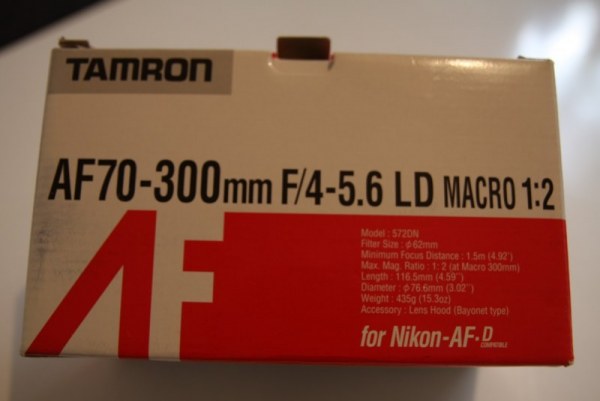 TAMRON
AF70-300mm F/4-5.6 LD MACRO 1:2
AF
Model : 572DN
Filter Size : φ62mm
Minimum Focus Distance : 1.5m (4.92')
Max. Mag. Ratio : 1: 2 (at Macro 300mm)
Length : 116.5mm (4.59")
Diameter : φ76.6mm (3.02")
Weight : 435g (15.3oz)
Accessory : Lens Hood (Bayonet type)
for Nikon-AF·D
COMPATIBLE